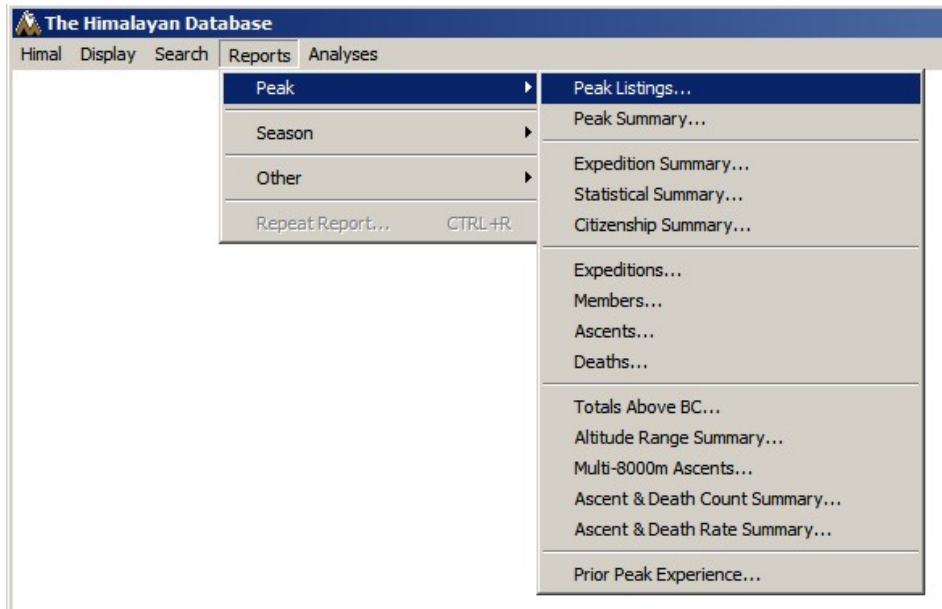 The Himalayan Database
Himal Display Search Reports Analyses
Peak
Season
Other
Repeat Report... CTRL+R
Peak Listings...
Peak Summary...
Expedition Summary...
Statistical Summary...
Citizenship Summary...
Expeditions...
Members...
Ascents...
Deaths...
Totals Above BC...
Altitude Range Summary...
Multi-8000m Ascents...
Ascent & Death Count Summary...
Ascent & Death Rate Summary...
Prior Peak Experience...